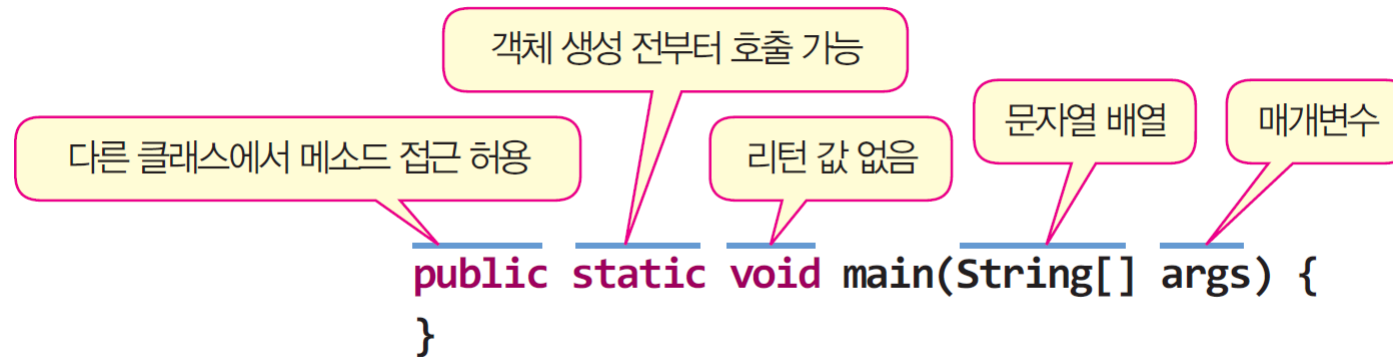 객체 생성 전부터 호출 가능
다른 클래스에서 메소드 접근 허용
리턴 값 없음
문자열 배열
매개변수
public static void main(String[] args) {
}